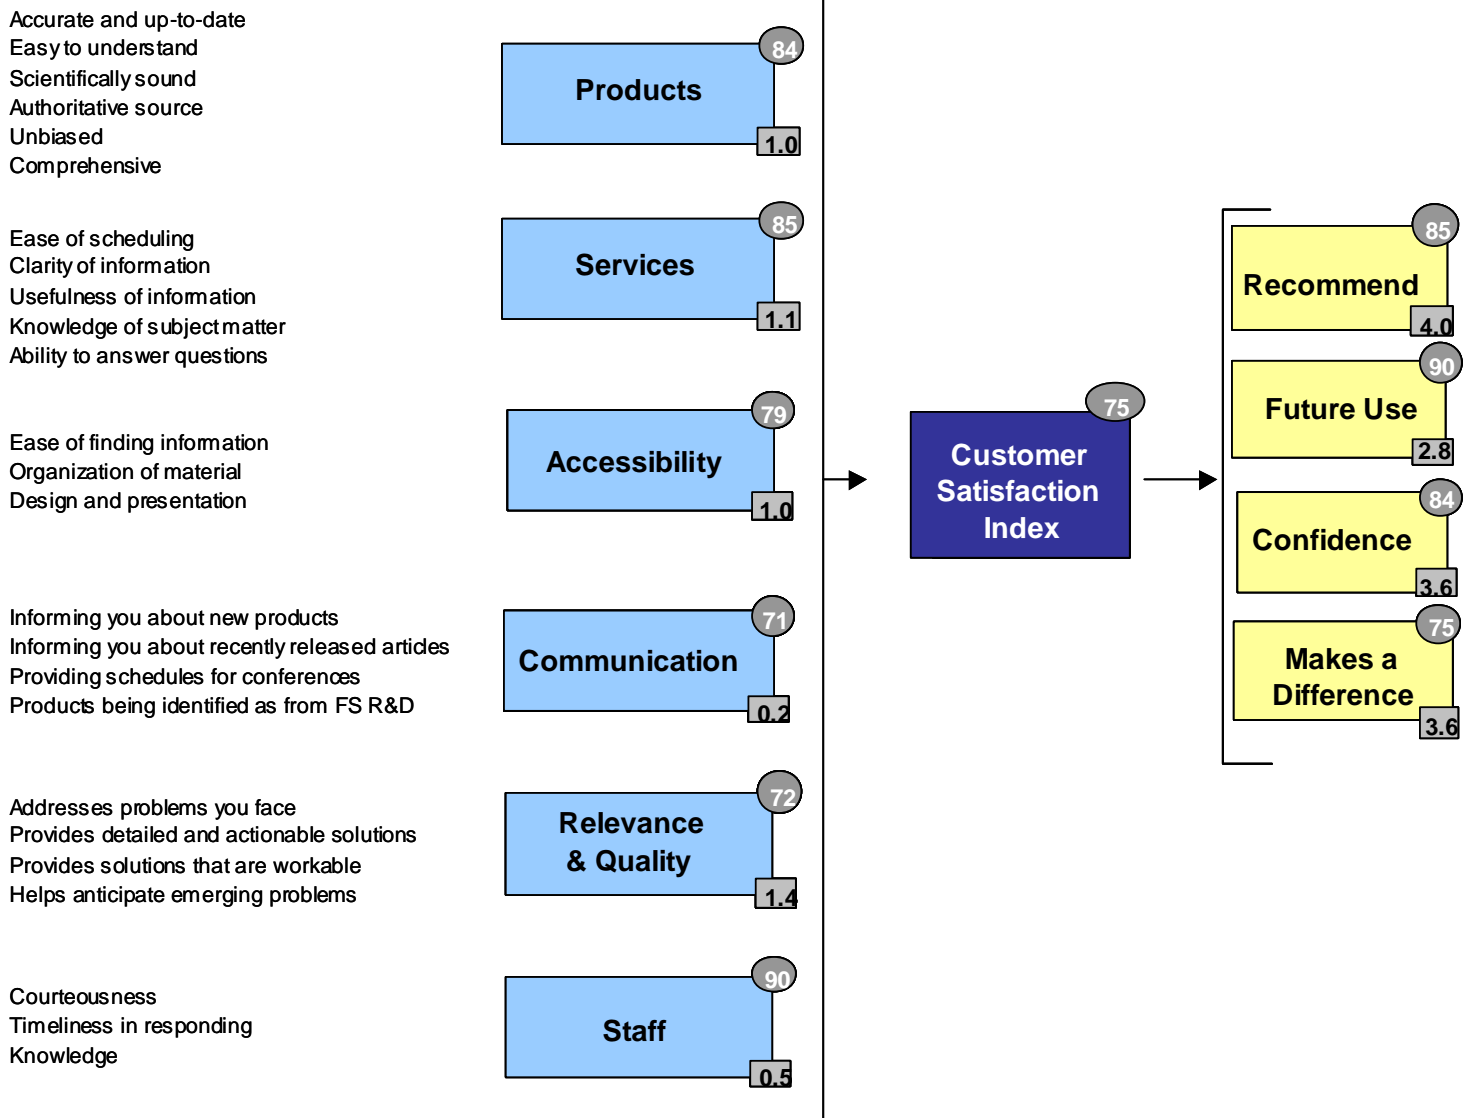 Accurate and up-to-date
Easy to understand
Scientifically sound
Authoritative source
Unbiased
Comprehensive
84
Products
1.0
Ease of scheduling
Clarity of information
Usefulness of information
Knowledge of subject matter
Ability to answer questions
85
Services
1.1
Ease of finding information
Organization of material
Design and presentation
79
Accessibility
1.0
Informing you about new products
Informing you about recently released articles
Providing schedules for conferences
Products being identified as from FS R&D
71
Communication
0.2
Addresses problems you face
Provides detailed and actionable solutions
Provides solutions that are workable
Helps anticipate emerging problems
72
Relevance
& Quality
1.4
Courteousness
Timeliness in responding
Knowledge
90
Staff
0.5
75
Customer
Satisfaction
Index
85
Recommend
4.0
90
Future Use
2.8
84
Confidence
3.6
75
Makes a
Difference
3.6